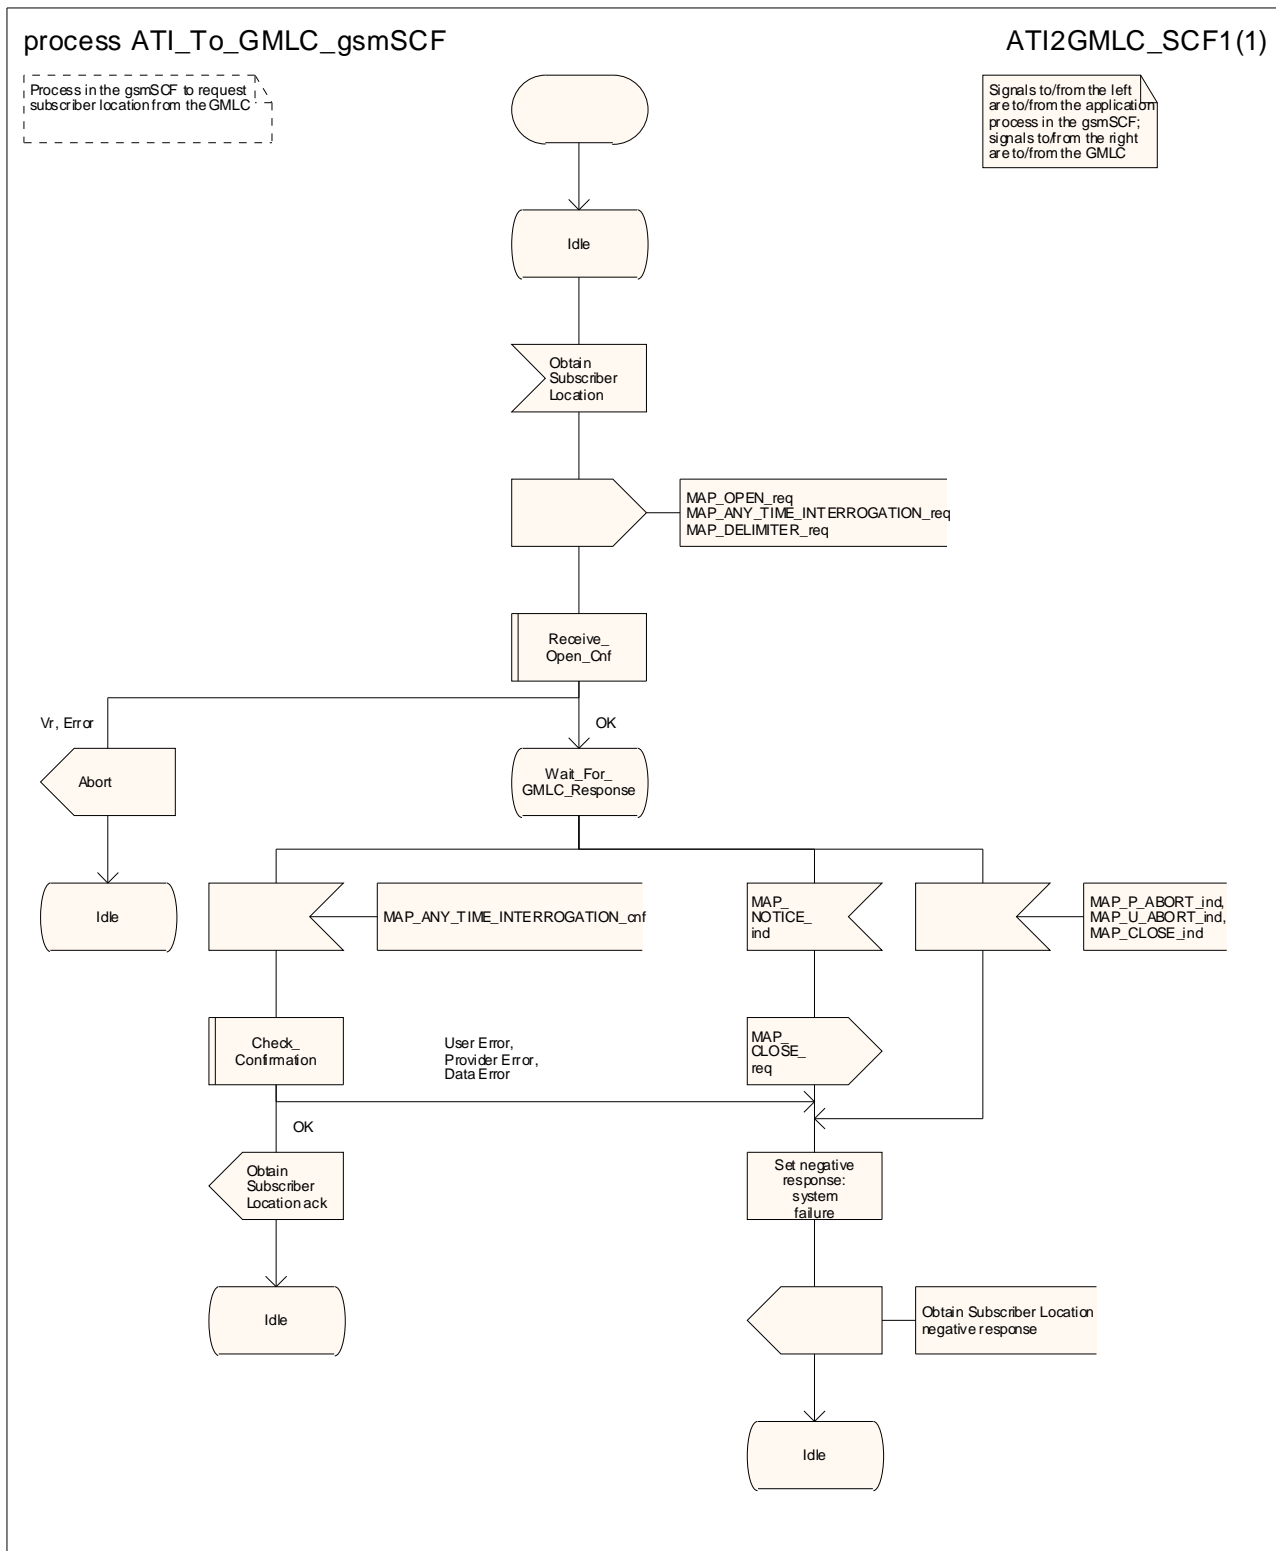 process ATI_To_GMLC_gsmSCF
ATI2GMLC_SCF1(1)
Process in the gsmSCF to request
subscriber location from the GMLC
Signals to/from the left
are to/from the application
process in the gsmSCF;
signals to/from the right
are to/from the GMLC
Idle
Obtain
Subscriber
Location
MAP_OPEN_req
MAP_ANY_TIME_INTERROGATION_req
MAP_DELIMITER_req
Receive_
Open_Cnf
Vr, Error
OK
Abort
Wait_For_
GMLC_Response
Idle
MAP_ANY_TIME_INTERROGATION_cnf
MAP_
NOTICE_
ind
MAP_P_ABORT_ind,
MAP_U_ABORT_ind,
MAP_CLOSE_ind
Check_
Confirmation
User Error,
Provider Error,
Data Error
MAP_
CLOSE_
req
OK
Obtain
Subscriber
Location ack
Set negative
response:
system
failure
Idle
Obtain Subscriber Location
negative response
Idle